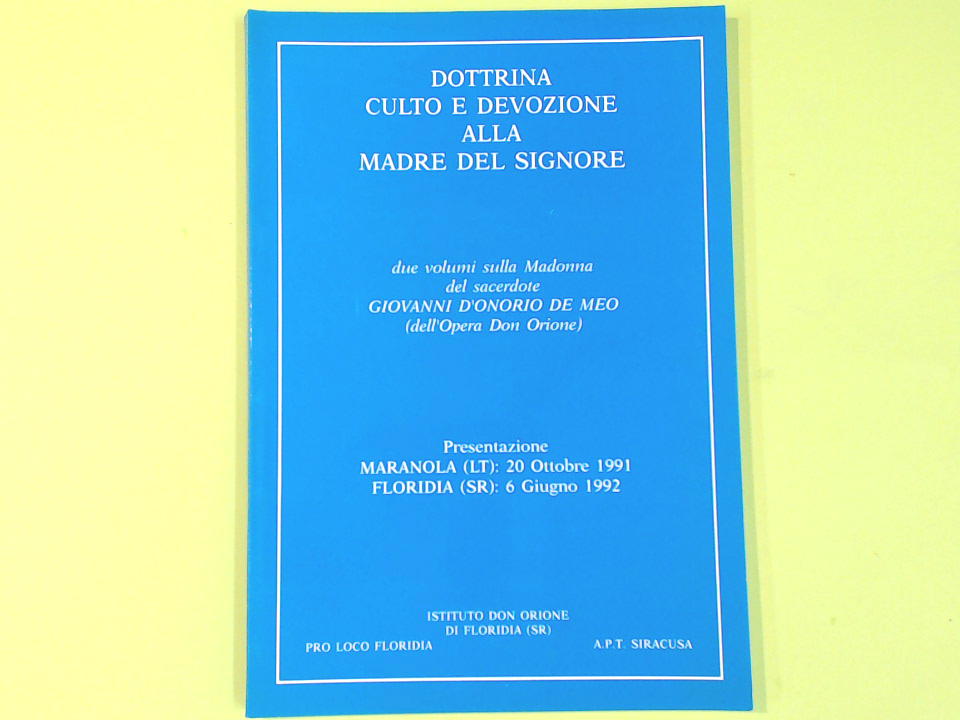 DOTTRINA
CULTO E DEVOZIONE
ALLA
MADRE DEL SIGNORE
due volumi sulla Madonna
del sacerdote
GIOVANNI D'ONORIO DE MEO
(dell'Opera Don Orione)
Presentazione
MARANOLA (LT): 20 Ottobre 1991
FLORIDIA (SR): 6 Giugno 1992
ISTITUTO DON ORIONE
DI FLORIDIA (SR)
PRO LOCO FLORIDIA A.P.T. SIRACUSA